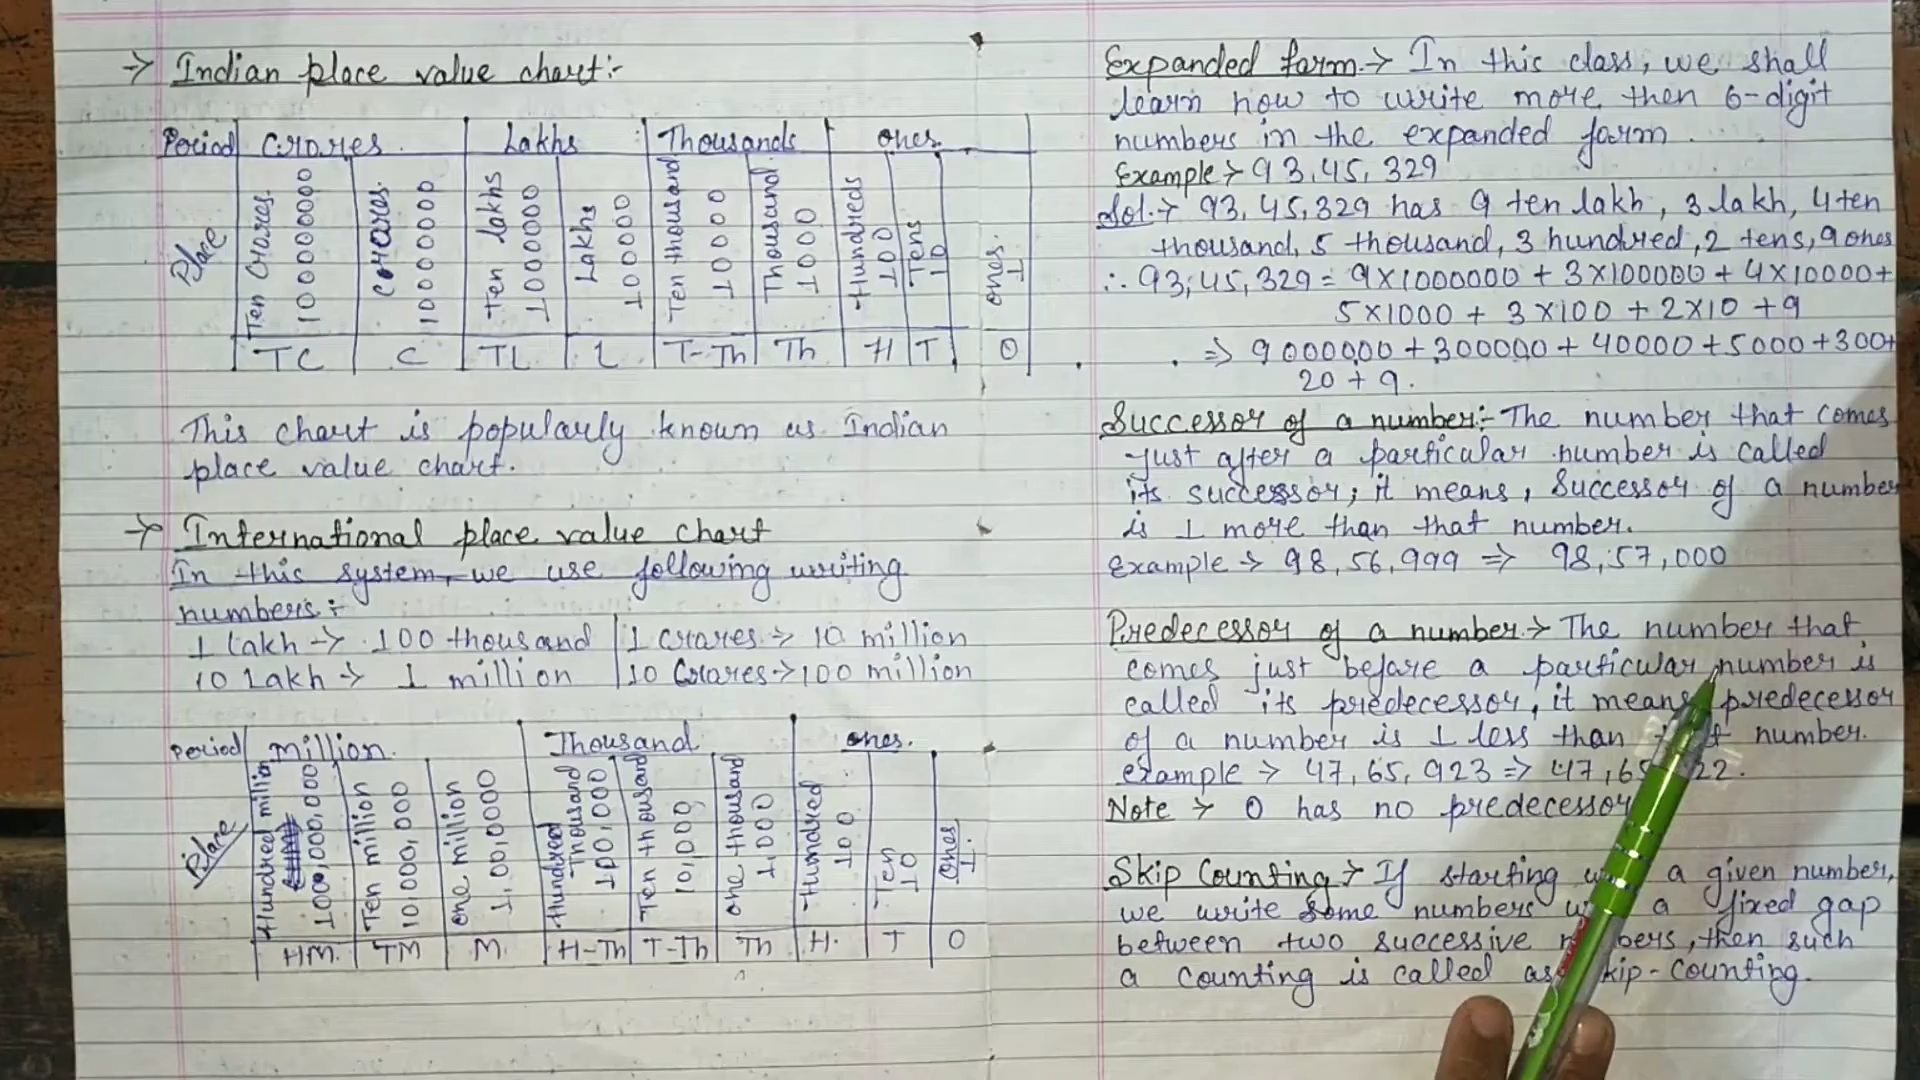 → Indian place value chart:-
Period Crores Lakhs Thousands ones
Place
Ten Crores 100000000
crores 10000000
Ten lakhs 1000000
Lakhs 100000
Ten thousand 10000
Thousand 1000
Hundreds 100
Tens 10
ones. 1
TC C TL L T-Th Th H T O
This chart is popularly known as Indian
place value chart.
→ International place value chart
In this system, we use following writing
numbers:-
1 lakh → 100 thousand | 1 crores → 10 million
10 Lakh → 1 million | 10 Crores → 100 million
Period million. Thousand ones.
Place
Hundred million 100,000,000
Ten million 10,000,000
one million 1,00,0000
Hundred Thousand 100,000
Ten thousand 10,000
one thousand 1,000
Hundred 100
Ten 10
Ones 1.
HM. TM M. H-Th T-Th Th H. T O
Expanded form → In this class, we shall
learn how to write more then 6-digit
numbers in the expanded form.
Example → 93,45,329
Sol. → 93,45,329 has 9 ten lakh, 3 lakh, 4 ten
thousand, 5 thousand, 3 hundred, 2 tens, 9 ones
∴ 93,45,329 = 9×1000000 + 3×100000 + 4×10000 +
5×1000 + 3×100 + 2×10 + 9
⇒ 9000000 + 300000 + 40000 + 5000 + 300 +
20 + 9.
Successor of a number:- The number that comes
just after a particular number is called
its successor; it means, Successor of a number
is 1 more than that number.
Example → 98,56,999 ⇒ 98,57,000
Predecessor of a number → The number that
comes just before a particular number is
called its predecessor, it means predecessor
of a number is 1 less than number.
example → 47,65,923 ⇒ 47,65 22.
Note → 0 has no predecessor
Skip Counting → If starting a given number,
we write some numbers a fixed gap
between two successive bers, then such
a counting is called as kip-counting.